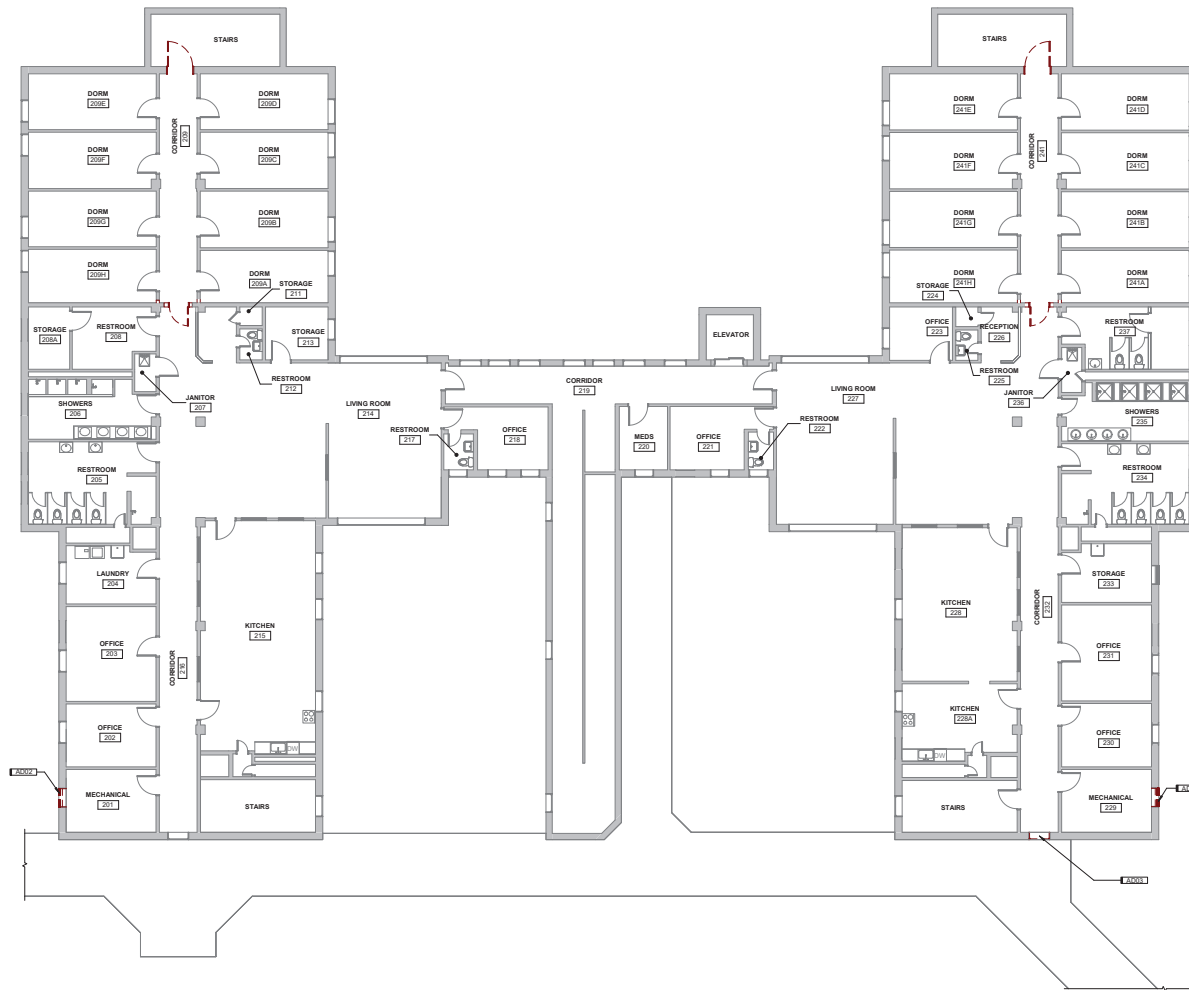 STAIRS
STAIRS
DORM
209E
DORM
209D
CORRIDOR
209
DORM
209F
DORM
209C
DORM
209G
DORM
209B
DORM
209H
DORM
209A
STORAGE
211
DORM
241E
DORM
241D
CORRIDOR
241
DORM
241F
DORM
241C
DORM
241G
DORM
241B
DORM
241H
DORM
241A
STORAGE
224
STORAGE
208A
RESTROOM
208
STORAGE
213
RESTROOM
212
JANITOR
207
SHOWERS
206
LIVING ROOM
214
RESTROOM
205
RESTROOM
217
OFFICE
218
CORRIDOR
219
ELEVATOR
MEDS
220
OFFICE
221
RESTROOM
222
LIVING ROOM
227
OFFICE
223
RECEPTION
226
RESTROOM
225
RESTROOM
237
JANITOR
236
SHOWERS
235
RESTROOM
234
LAUNDRY
204
OFFICE
203
CORRIDOR
216
KITCHEN
215
OFFICE
202
DW
MECHANICAL
201
STAIRS
AD02
KITCHEN
228
CORRIDOR
232
STORAGE
233
OFFICE
231
KITCHEN
228A
DW
OFFICE
230
STAIRS
MECHANICAL
229
AD03